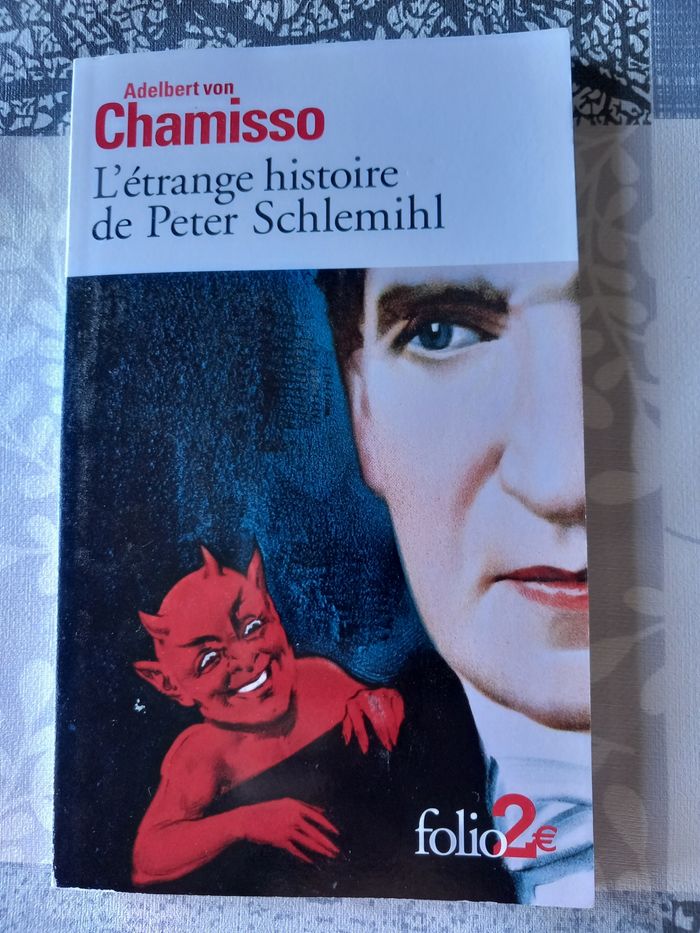 Adelbert von
Chamisso
L'étrange histoire
de Peter Schlemihl
folio2€